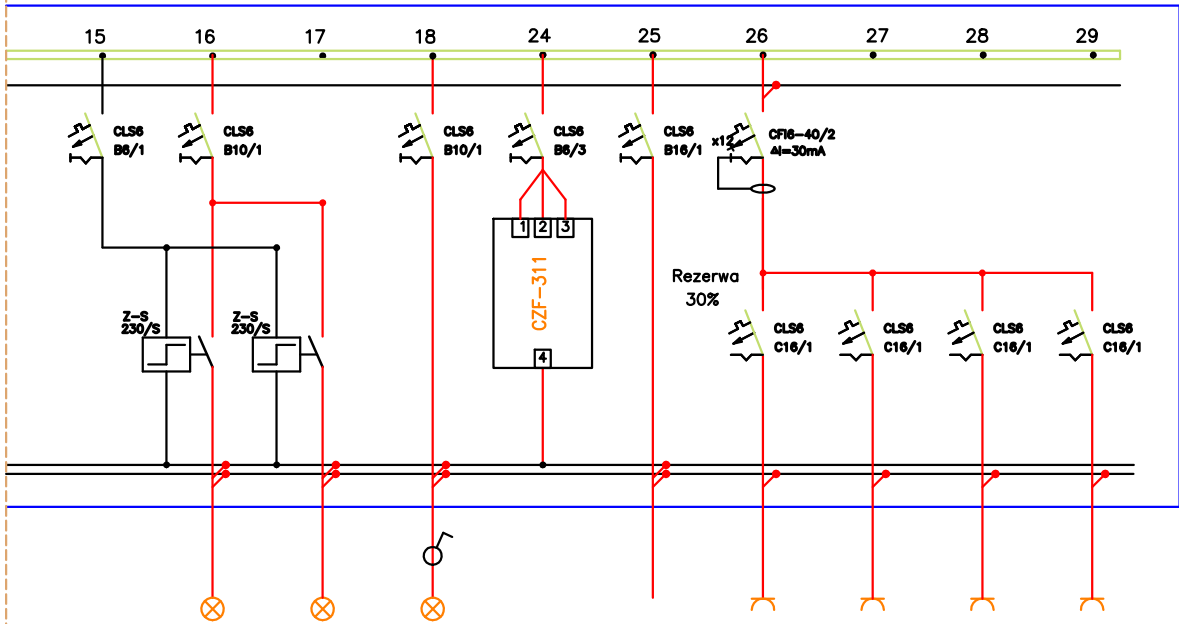 15 16 17 18 24 25 26 27 28 29
CLS6
B6/1
CLS6
B10/1
CLS6
B10/1
CLS6
B6/3
CLS6
B16/1
x12
CFI6-40/2
ΔI=30mA
1 2 3
CZF-311
4
Rezerwa
30%
Z-S
230/S
Z-S
230/S
CLS6
C16/1
CLS6
C16/1
CLS6
C16/1
CLS6
C16/1